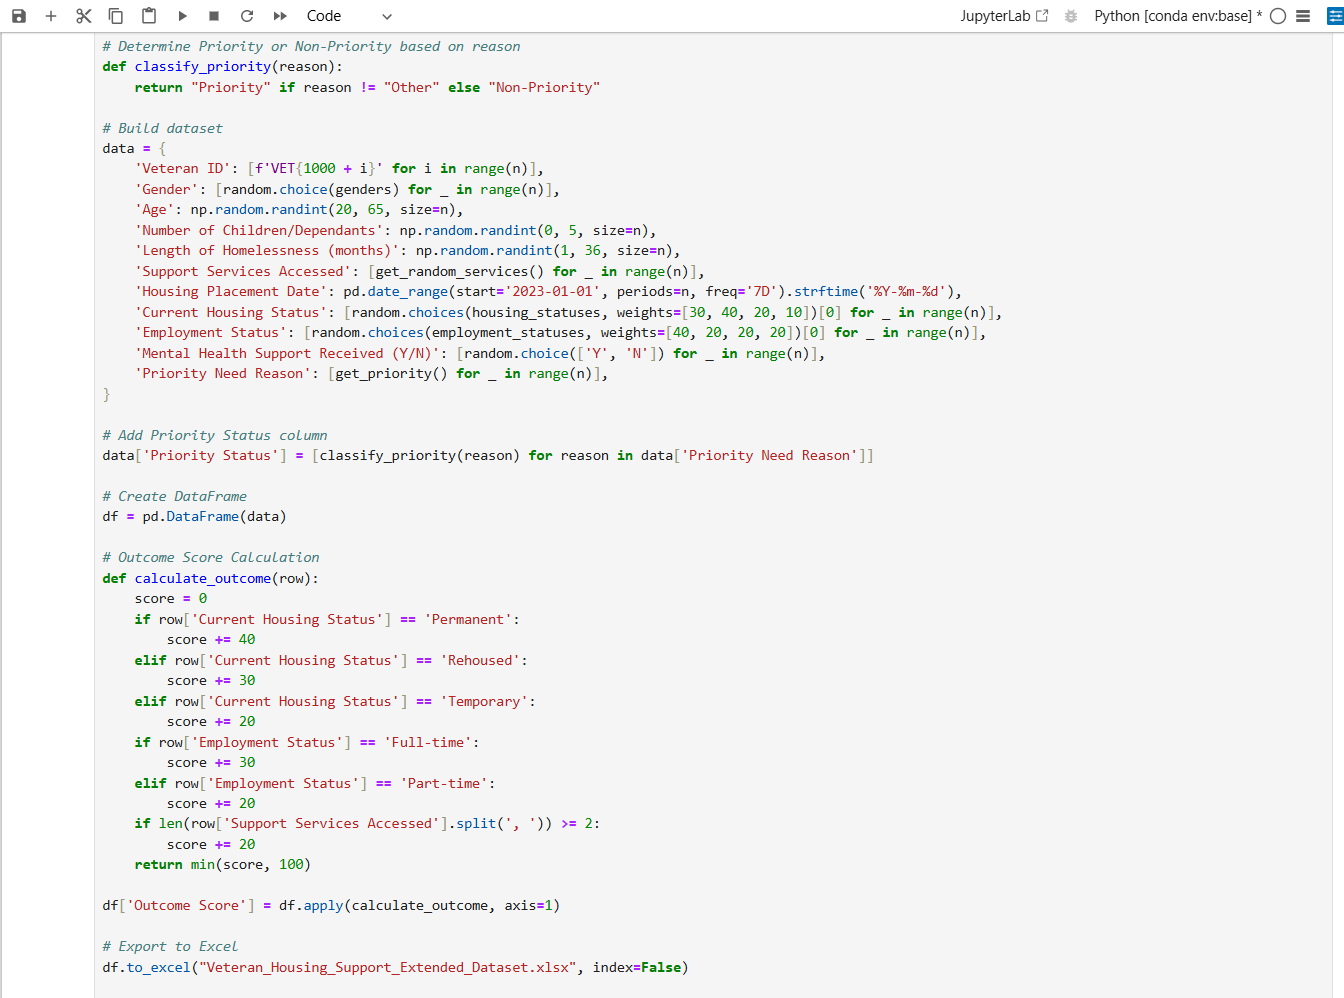 Code
JupyterLab
Python [conda env:base] *
# Determine Priority or Non-Priority based on reason
def classify_priority(reason):
    return "Priority" if reason != "Other" else "Non-Priority"
# Build dataset
data = {
    'Veteran ID': [f'VET{1000 + i}' for i in range(n)],
    'Gender': [random.choice(genders) for _ in range(n)],
    'Age': np.random.randint(20, 65, size=n),
    'Number of Children/Dependants': np.random.randint(0, 5, size=n),
    'Length of Homelessness (months)': np.random.randint(1, 36, size=n),
    'Support Services Accessed': [get_random_services() for _ in range(n)],
    'Housing Placement Date': pd.date_range(start='2023-01-01', periods=n, freq='7D').strftime('%Y-%m-%d'),
    'Current Housing Status': [random.choices(housing_statuses, weights=[30, 40, 20, 10])[0] for _ in range(n)],
    'Employment Status': [random.choices(employment_statuses, weights=[40, 20, 20, 20])[0] for _ in range(n)],
    'Mental Health Support Received (Y/N)': [random.choice(['Y', 'N']) for _ in range(n)],
    'Priority Need Reason': [get_priority() for _ in range(n)],
}
# Add Priority Status column
data['Priority Status'] = [classify_priority(reason) for reason in data['Priority Need Reason']]
# Create DataFrame
df = pd.DataFrame(data)
# Outcome Score Calculation
def calculate_outcome(row):
    score = 0
    if row['Current Housing Status'] == 'Permanent':
        score += 40
    elif row['Current Housing Status'] == 'Rehoused':
        score += 30
    elif row['Current Housing Status'] == 'Temporary':
        score += 20
    if row['Employment Status'] == 'Full-time':
        score += 30
    elif row['Employment Status'] == 'Part-time':
        score += 20
    if len(row['Support Services Accessed'].split(', ')) >= 2:
        score += 20
    return min(score, 100)
df['Outcome Score'] = df.apply(calculate_outcome, axis=1)
# Export to Excel
df.to_excel("Veteran_Housing_Support_Extended_Dataset.xlsx", index=False)